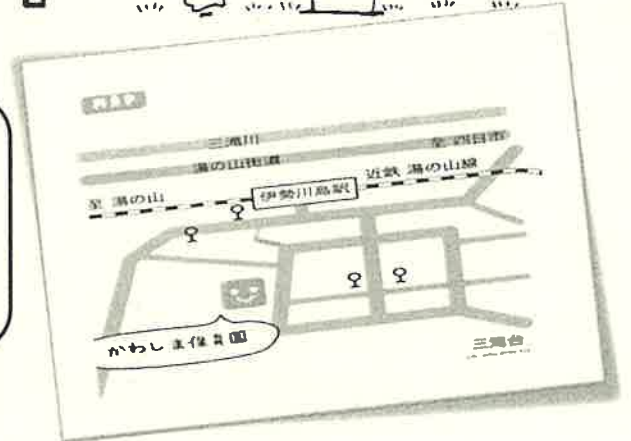 三滝川
湯の山街道
至 四日市
至 湯の山
伊勢川島駅
近鉄 湯の山線
かわしま保育園
三滝台